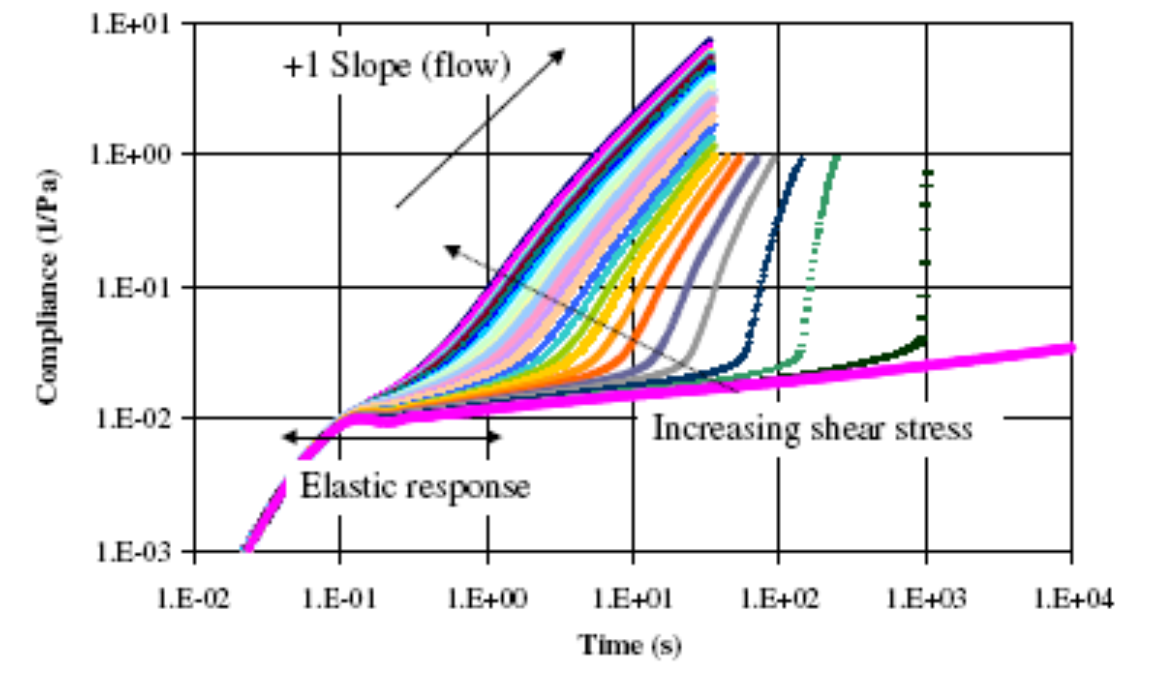 1.E+01
+1 Slope (flow)
1.E+00
Compliance (1/Pa)
1.E-01
1.E-02
Increasing shear stress
Elastic response
1.E-03
1.E-02 1.E-01 1.E+00 1.E+01 1.E+02 1.E+03 1.E+04
Time (s)